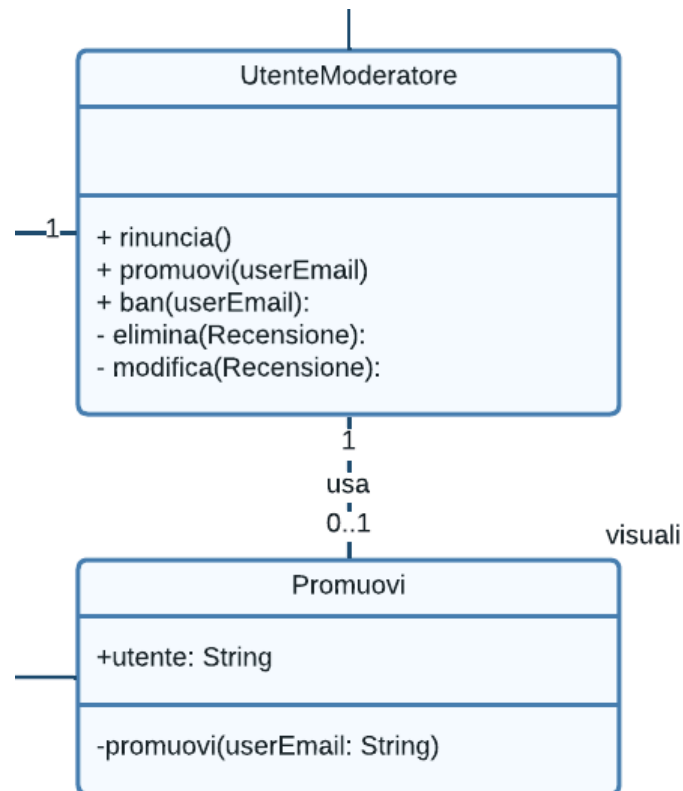 UtenteModeratore
1
+ rinuncia()
+ promuovi(userEmail)
+ ban(userEmail):
- elimina(Recensione):
- modifica(Recensione):
1
usa
0..1
visuali
Promuovi
+utente: String
-promuovi(userEmail: String)